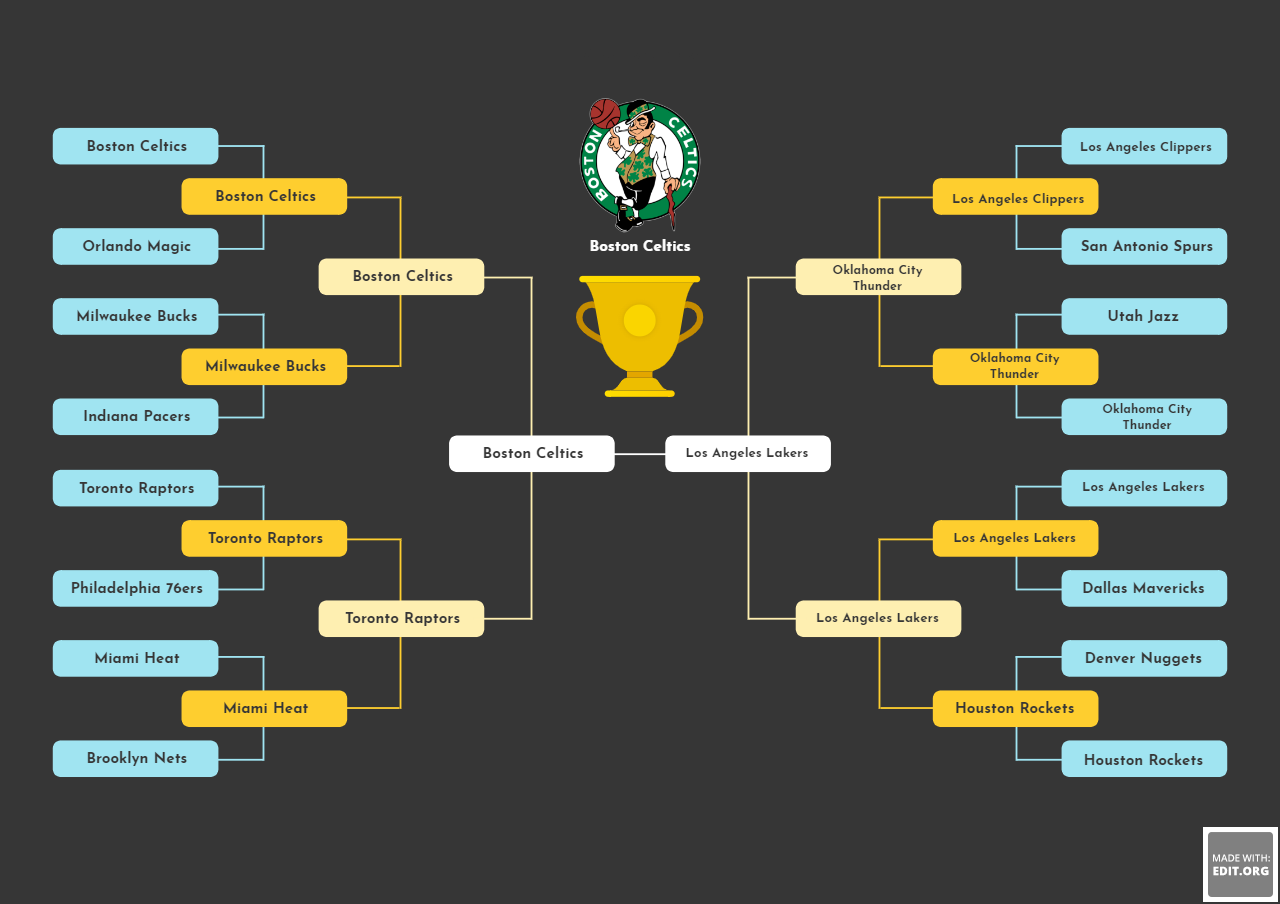 BOSTON CELTICS
Boston Celtics
Boston Celtics
Boston Celtics
Orlando Magic
Boston Celtics
Milwaukee Bucks
Milwaukee Bucks
Indıana Pacers
Boston Celtics
Toronto Raptors
Toronto Raptors
Philadelphia 76ers
Toronto Raptors
Miami Heat
Miami Heat
Brooklyn Nets
Los Angeles Lakers
Los Angeles Clippers
Los Angeles Clippers
San Antonio Spurs
Oklahoma City
Thunder
Utah Jazz
Oklahoma City
Thunder
Oklahoma City
Thunder
Los Angeles Lakers
Los Angeles Lakers
Dallas Mavericks
Los Angeles Lakers
Denver Nuggets
Houston Rockets
Houston Rockets
MADE WITH:
EDIT.ORG